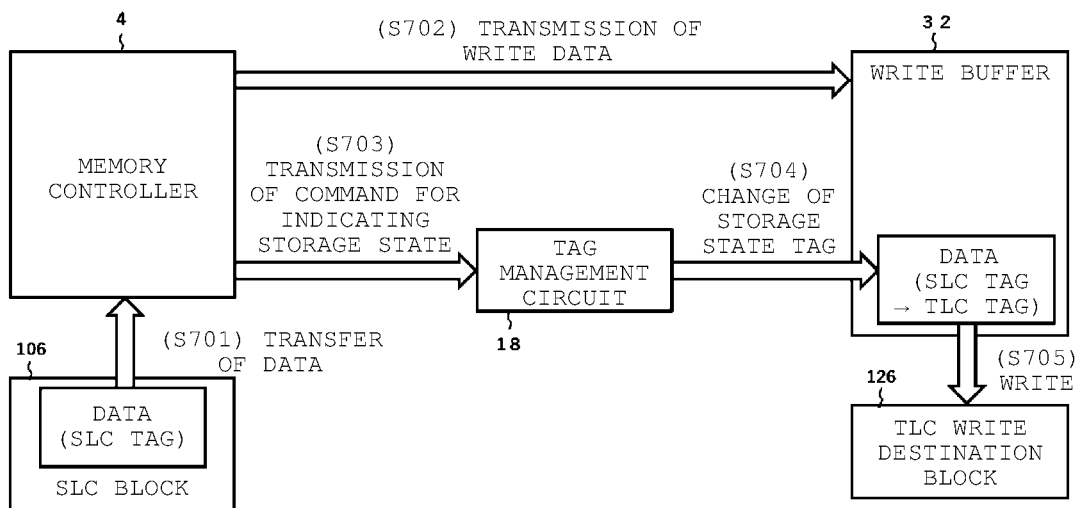 4
(S702) TRANSMISSION OF
WRITE DATA
32
WRITE BUFFER
MEMORY
CONTROLLER
(S703)
TRANSMISSION
OF COMMAND FOR
INDICATING
STORAGE STATE
(S704)
CHANGE OF
STORAGE
STATE TAG
TAG
MANAGEMENT
CIRCUIT
18
DATA
(SLC TAG
→ TLC TAG)
(S701) TRANSFER
OF DATA
106
DATA
(SLC TAG)
SLC BLOCK
(S705)
WRITE
126
TLC WRITE
DESTINATION
BLOCK